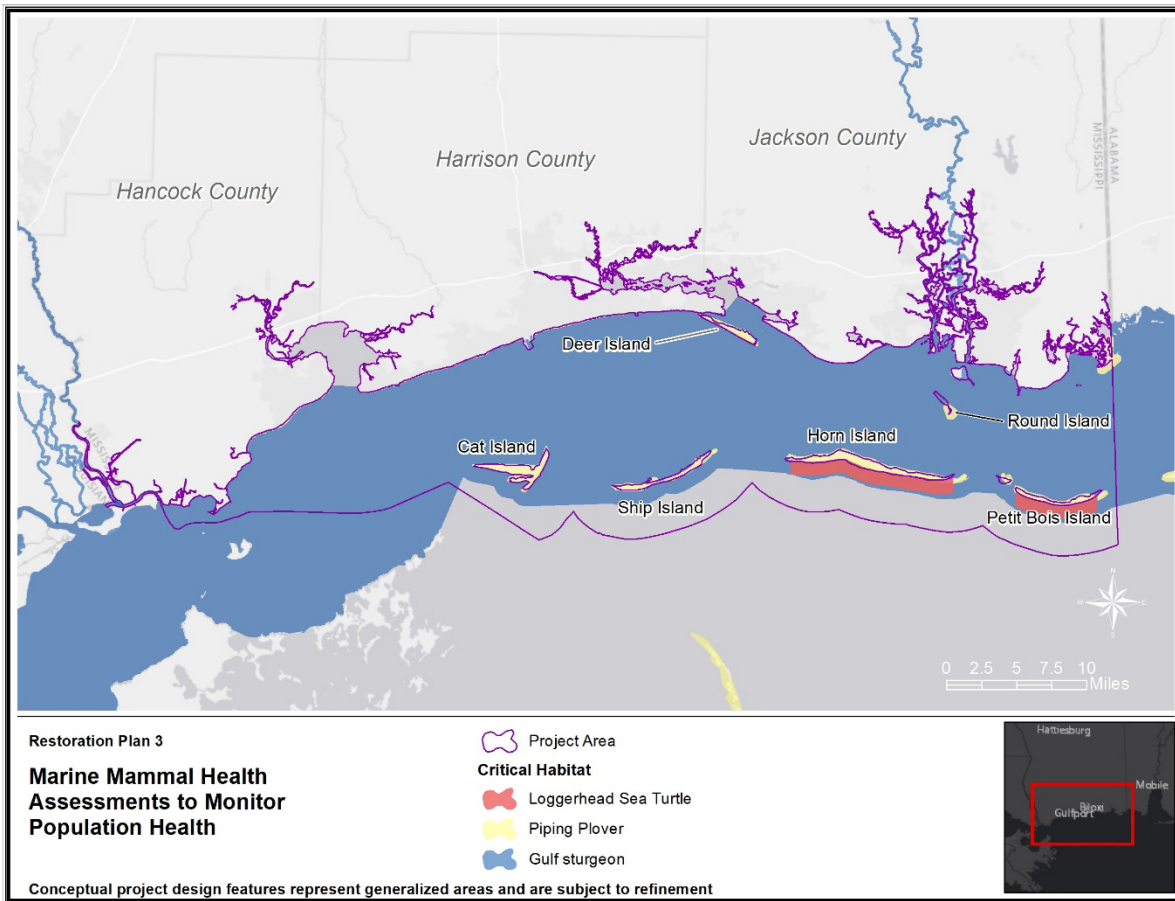 Hancock County
Harrison County
Jackson County
ALABAMA
MISSISSIPPI
Deer Island
Round Island
Cat Island
Horn Island
Ship Island
Petit Bois Island
N
0 2.5 5 7.5 10
Miles
Restoration Plan 3
Marine Mammal Health
Assessments to Monitor
Population Health
Project Area
Critical Habitat
Loggerhead Sea Turtle
Piping Plover
Gulf sturgeon
Conceptual project design features represent generalized areas and are subject to refinement
Hattiesburg
Mobile
Biloxi
Gulfport